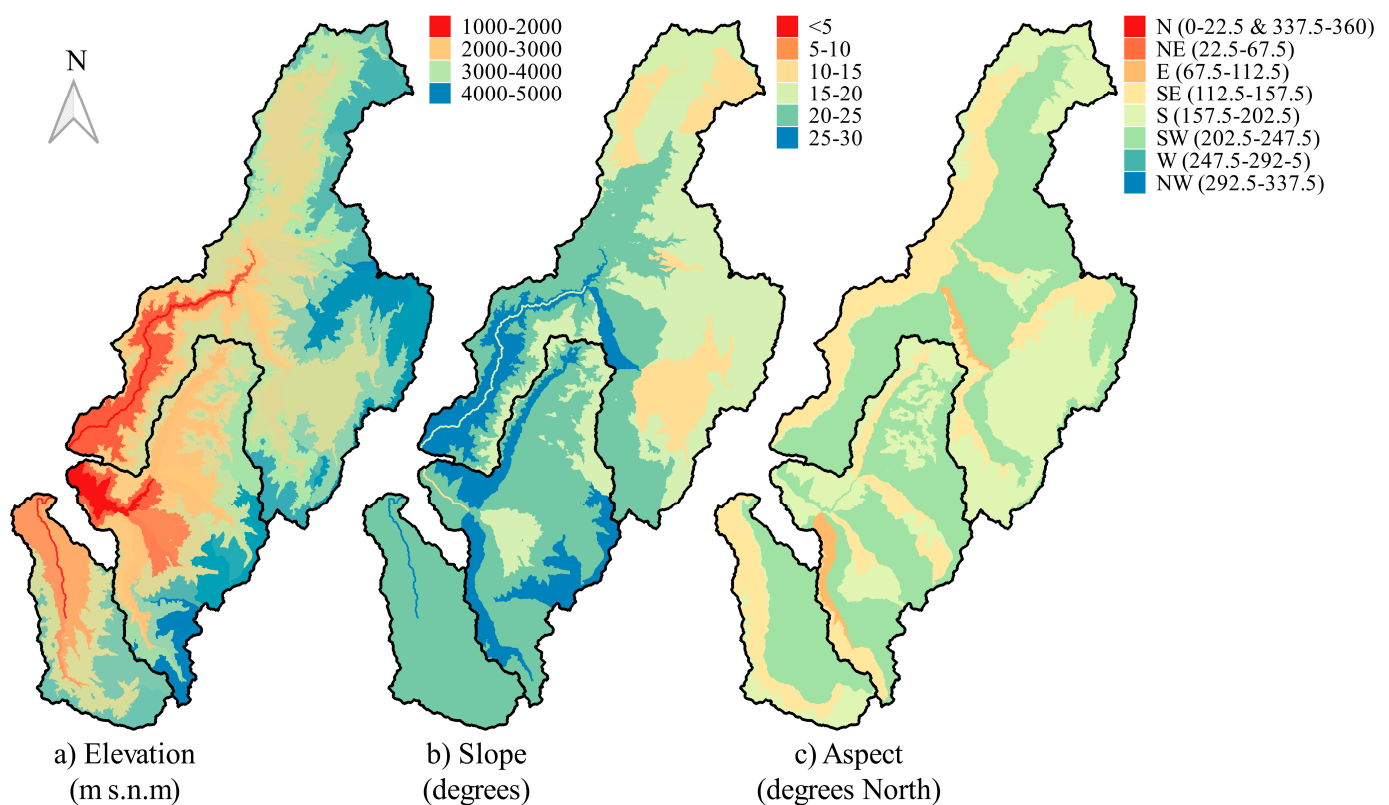 N
1000-2000
2000-3000
3000-4000
4000-5000
<5
5-10
10-15
15-20
20-25
25-30
N (0-22.5 & 337.5-360)
NE (22.5-67.5)
E (67.5-112.5)
SE (112.5-157.5)
S (157.5-202.5)
SW (202.5-247.5)
W (247.5-292-5)
NW (292.5-337.5)
a) Elevation
(m s.n.m)
b) Slope
(degrees)
c) Aspect
(degrees North)